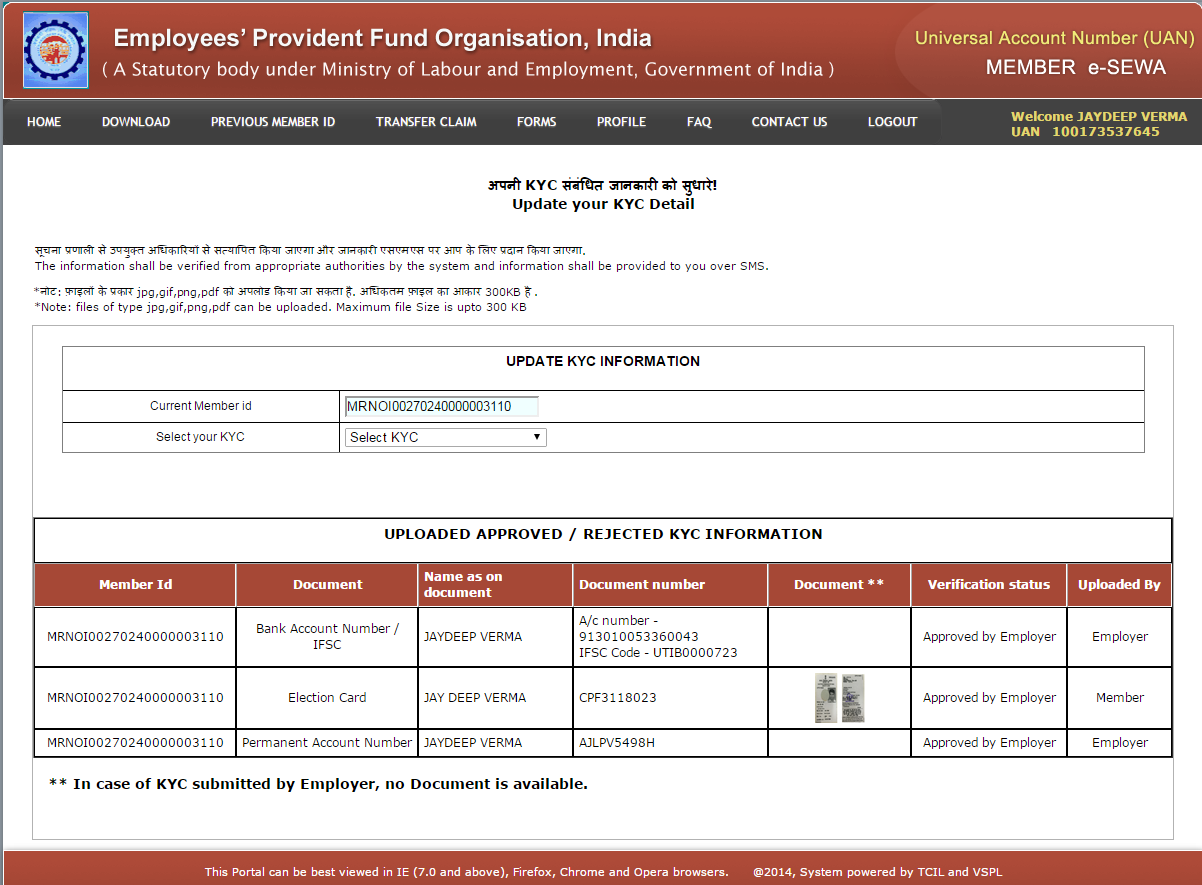 Employees' Provident Fund Organisation, India
( A Statutory body under Ministry of Labour and Employment, Government of India )
Universal Account Number (UAN)
MEMBER e-SEWA
HOME DOWNLOAD PREVIOUS MEMBER ID TRANSFER CLAIM FORMS PROFILE FAQ CONTACT US LOGOUT
Welcome JAYDEEP VERMA
UAN 100173537645
अपनी KYC संबंधित जानकारी को सुधारे!
Update your KYC Detail
सूचना प्रणाली से उपयुक्त अधिकारियों से सत्यापित किया जाएगा और जानकारी एसएमएस पर आप के लिए प्रदान किया जाएगा.
The information shall be verified from appropriate authorities by the system and information shall be provided to you over SMS.
*नोट: फ़ाइलों के प्रकार jpg,gif,png,pdf को अपलोड किया जा सकता है. अधिकतम फ़ाइल का आकार 300KB है .
*Note: files of type jpg,gif,png,pdf can be uploaded. Maximum file Size is upto 300 KB
UPDATE KYC INFORMATION
Current Member id MRNOI00270240000003110
Select your KYC Select KYC
UPLOADED APPROVED / REJECTED KYC INFORMATION
Member Id Document Name as on document Document number Document ** Verification status Uploaded By
MRNOI00270240000003110 Bank Account Number / IFSC JAYDEEP VERMA A/c number - 913010053360043 IFSC Code - UTIB0000723 Approved by Employer Employer
MRNOI00270240000003110 Election Card JAY DEEP VERMA CPF3118023 Approved by Employer Member
MRNOI00270240000003110 Permanent Account Number JAYDEEP VERMA AJLPV5498H Approved by Employer Employer
** In case of KYC submitted by Employer, no Document is available.
This Portal can be best viewed in IE (7.0 and above), Firefox, Chrome and Opera browsers. @2014, System powered by TCIL and VSPL